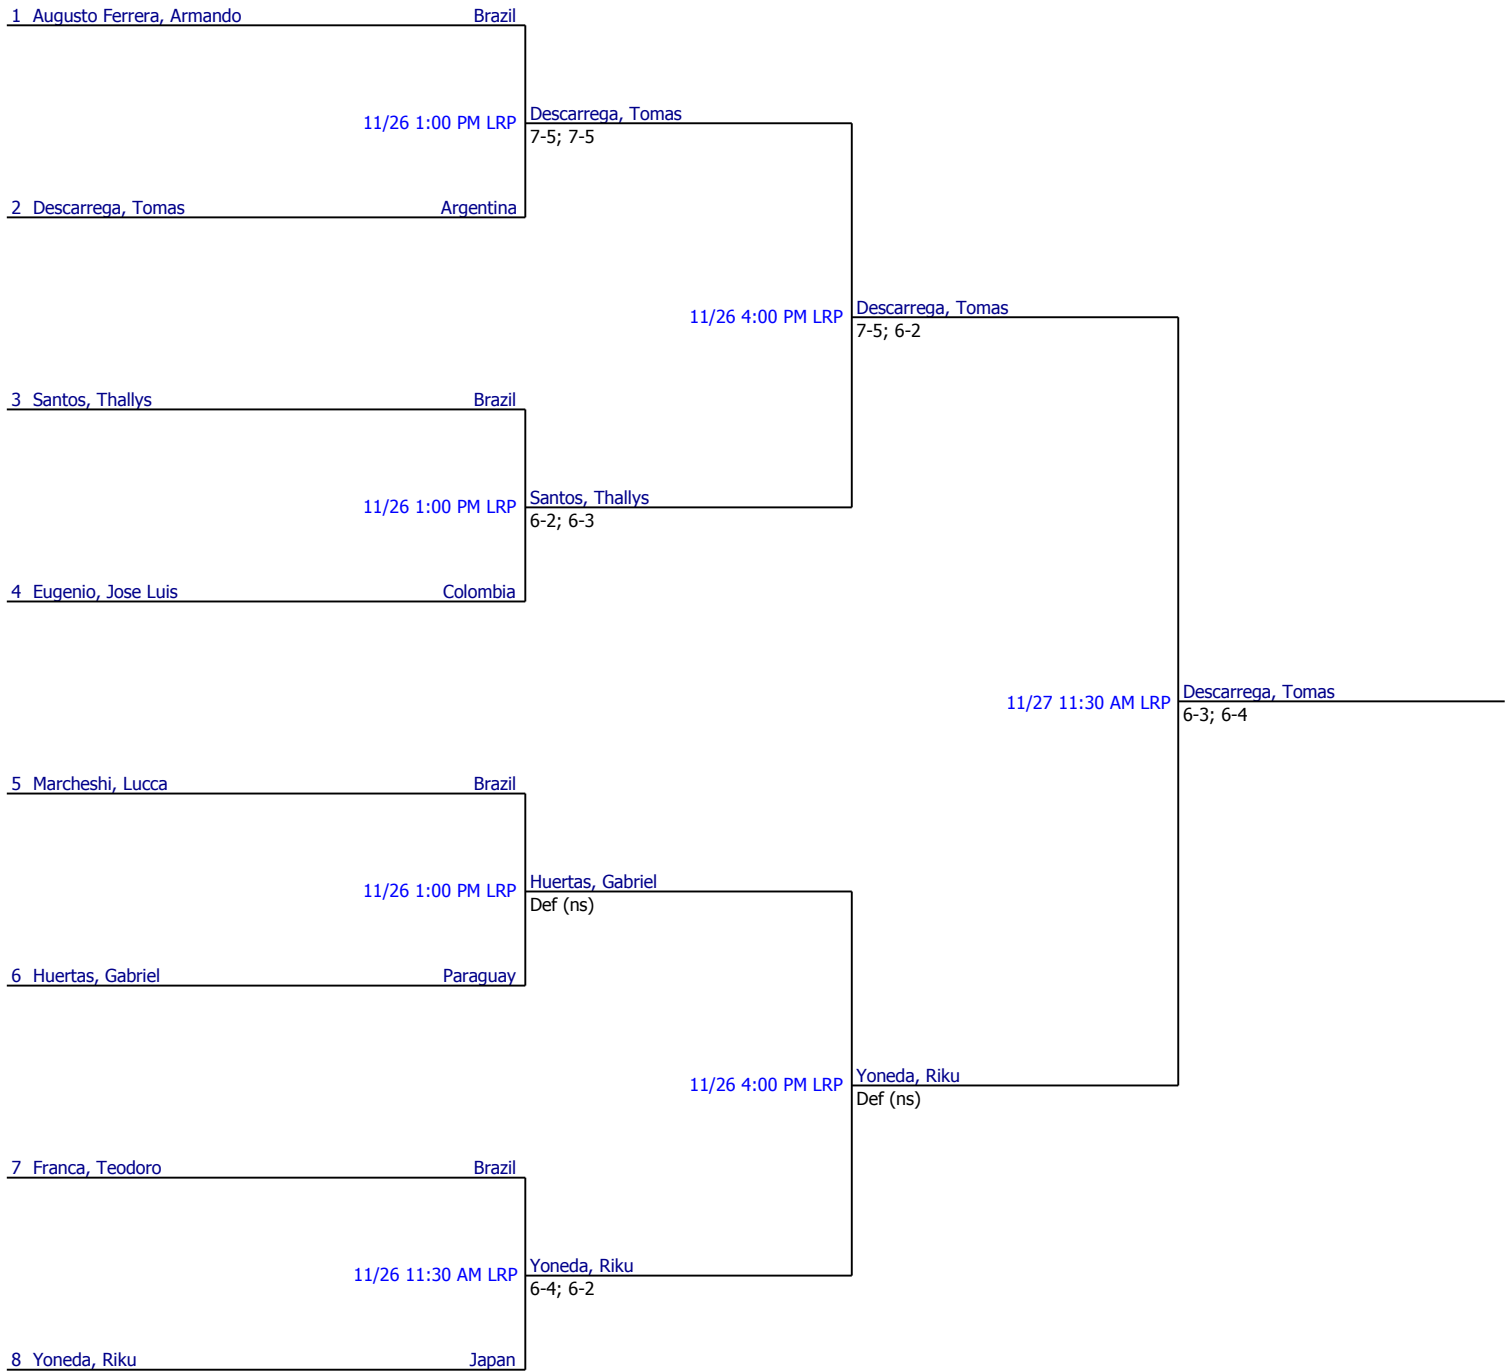 1 Augusto Ferrera, Armando Brazil
11/26 1:00 PM LRP
Descarrega, Tomas
7-5; 7-5
2 Descarrega, Tomas Argentina
11/26 4:00 PM LRP
Descarrega, Tomas
7-5; 6-2
3 Santos, Thallys Brazil
11/26 1:00 PM LRP
Santos, Thallys
6-2; 6-3
4 Eugenio, Jose Luis Colombia
11/27 11:30 AM LRP
Descarrega, Tomas
6-3; 6-4
5 Marcheshi, Lucca Brazil
11/26 1:00 PM LRP
Huertas, Gabriel
Def (ns)
6 Huertas, Gabriel Paraguay
11/26 4:00 PM LRP
Yoneda, Riku
Def (ns)
7 Franca, Teodoro Brazil
11/26 11:30 AM LRP
Yoneda, Riku
6-4; 6-2
8 Yoneda, Riku Japan